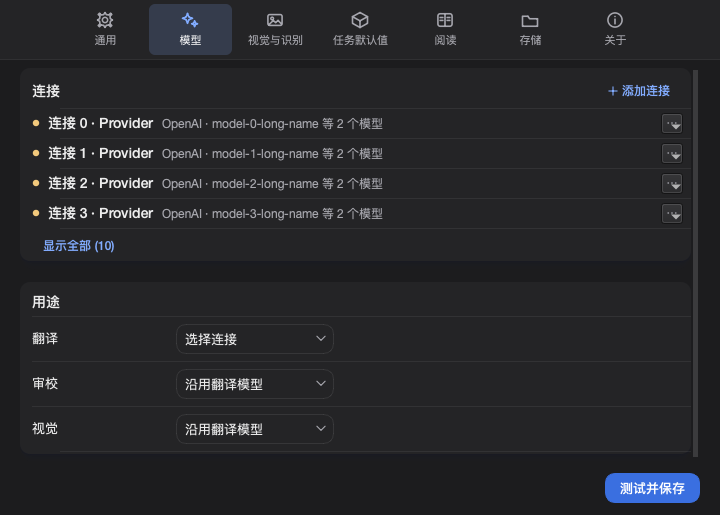 通用
模型
视觉与识别
任务默认值
阅读
存储
关于
连接
+ 添加连接
连接 0 · Provider OpenAI · model-0-long-name 等 2 个模型
连接 1 · Provider OpenAI · model-1-long-name 等 2 个模型
连接 2 · Provider OpenAI · model-2-long-name 等 2 个模型
连接 3 · Provider OpenAI · model-3-long-name 等 2 个模型
显示全部 (10)
用途
翻译 选择连接
审校 沿用翻译模型
视觉 沿用翻译模型
测试并保存